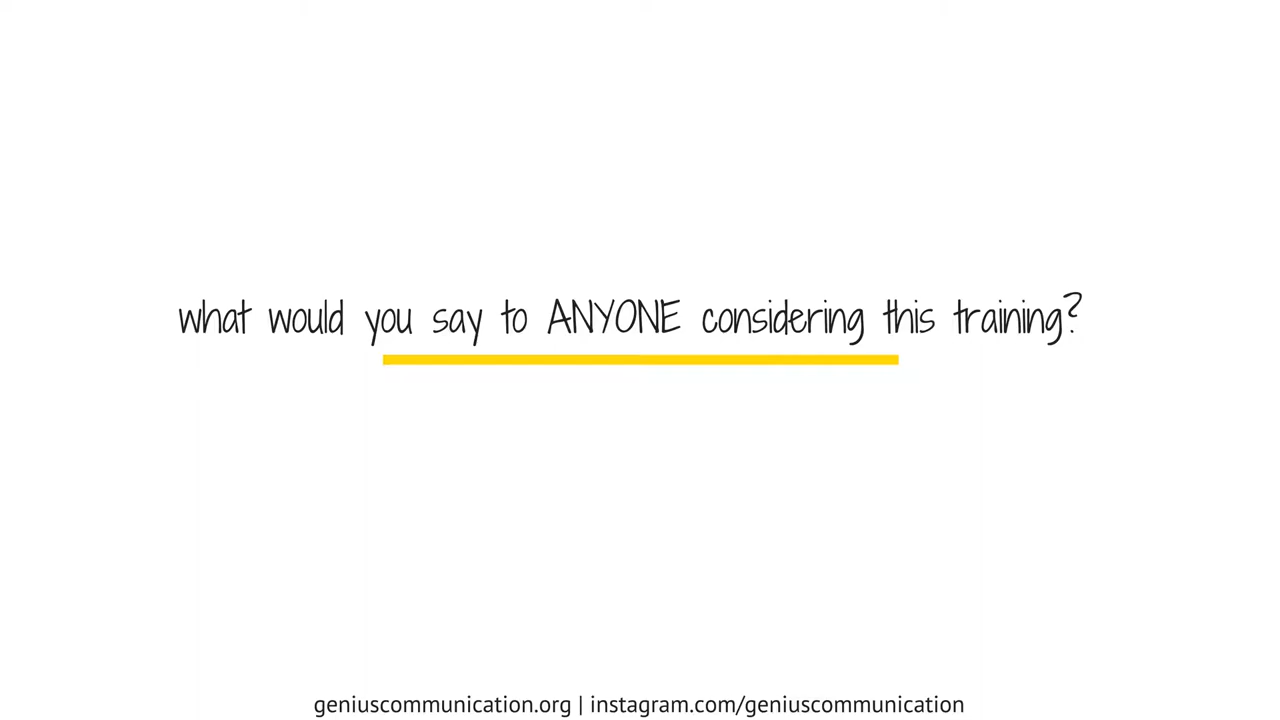 what would you say to ANYONE considering this training?
geniuscommunication.org | instagram.com/geniuscommunication